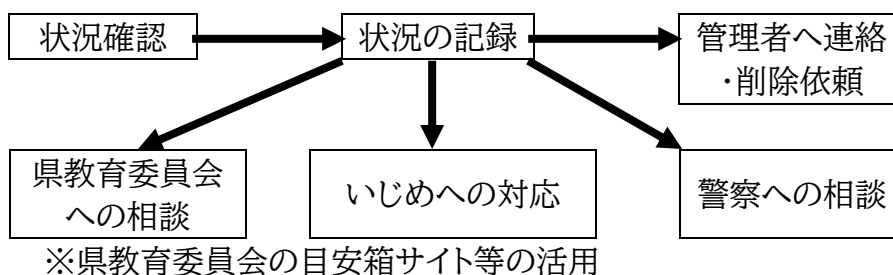 状況確認
状況の記録
管理者へ連絡
・削除依頼
県教育委員会
への相談
いじめへの対応
警察への相談
※県教育委員会の目安箱サイト等の活用